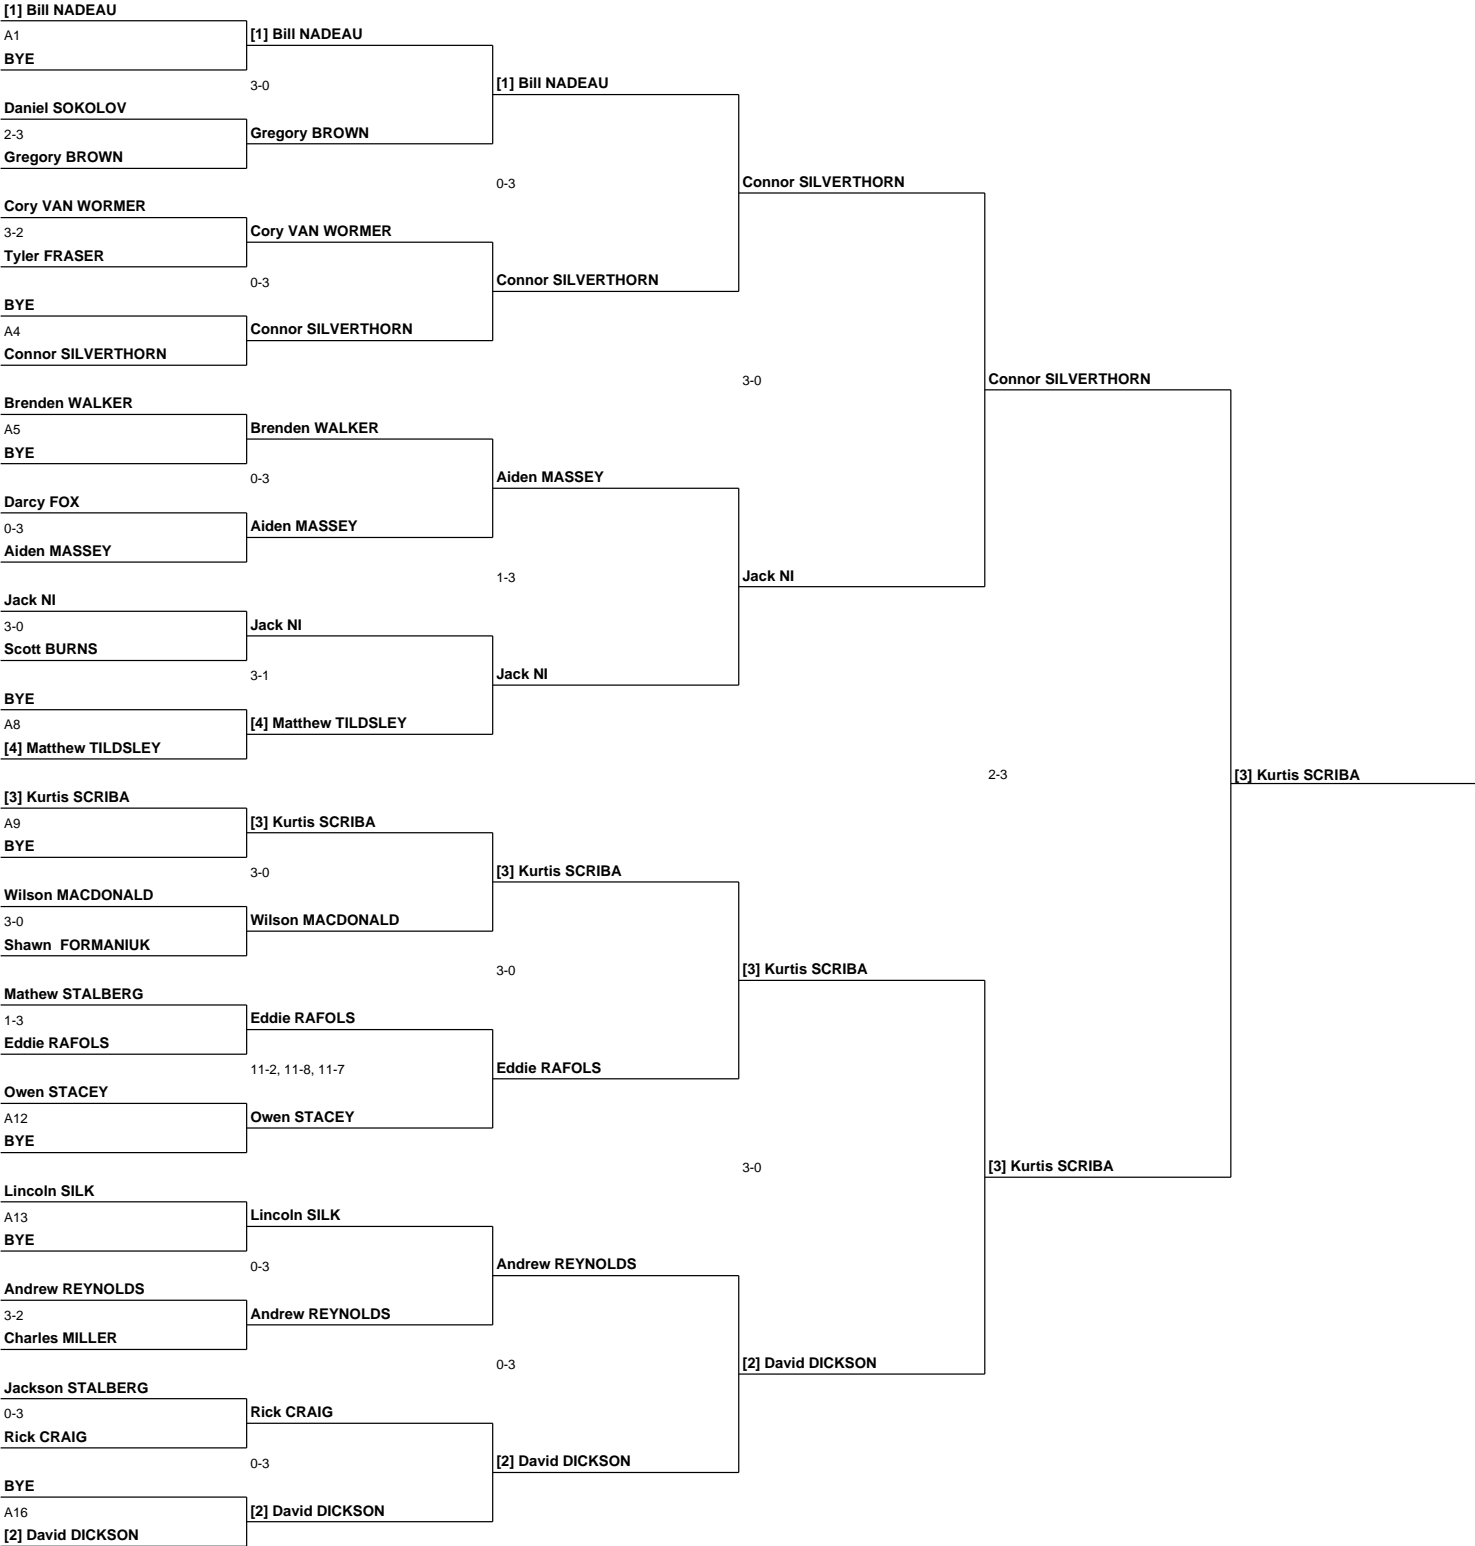 [1] Bill NADEAU
A1
BYE
Daniel SOKOLOV
2-3
Gregory BROWN
Cory VAN WORMER
3-2
Tyler FRASER
BYE
A4
Connor SILVERTHORN
Brenden WALKER
A5
BYE
Darcy FOX
0-3
Aiden MASSEY
Jack NI
3-0
Scott BURNS
BYE
A8
[4] Matthew TILDSLEY
[3] Kurtis SCRIBA
A9
BYE
Wilson MACDONALD
3-0
Shawn  FORMANIUK
Mathew STALBERG
1-3
Eddie RAFOLS
Owen STACEY
A12
BYE
Lincoln SILK
A13
BYE
Andrew REYNOLDS
3-2
Charles MILLER
Jackson STALBERG
0-3
Rick CRAIG
BYE
A16
[2] David DICKSON
[1] Bill NADEAU
3-0
Gregory BROWN
Cory VAN WORMER
0-3
Connor SILVERTHORN
Brenden WALKER
0-3
Aiden MASSEY
Jack NI
3-1
[4] Matthew TILDSLEY
[3] Kurtis SCRIBA
3-0
Wilson MACDONALD
Eddie RAFOLS
11-2, 11-8, 11-7
Owen STACEY
Lincoln SILK
0-3
Andrew REYNOLDS
Rick CRAIG
0-3
[2] David DICKSON
[1] Bill NADEAU
0-3
Connor SILVERTHORN
Aiden MASSEY
1-3
Jack NI
[3] Kurtis SCRIBA
3-0
Eddie RAFOLS
Andrew REYNOLDS
0-3
[2] David DICKSON
Connor SILVERTHORN
3-0
Jack NI
[3] Kurtis SCRIBA
3-0
[2] David DICKSON
Connor SILVERTHORN
2-3
[3] Kurtis SCRIBA
[3] Kurtis SCRIBA